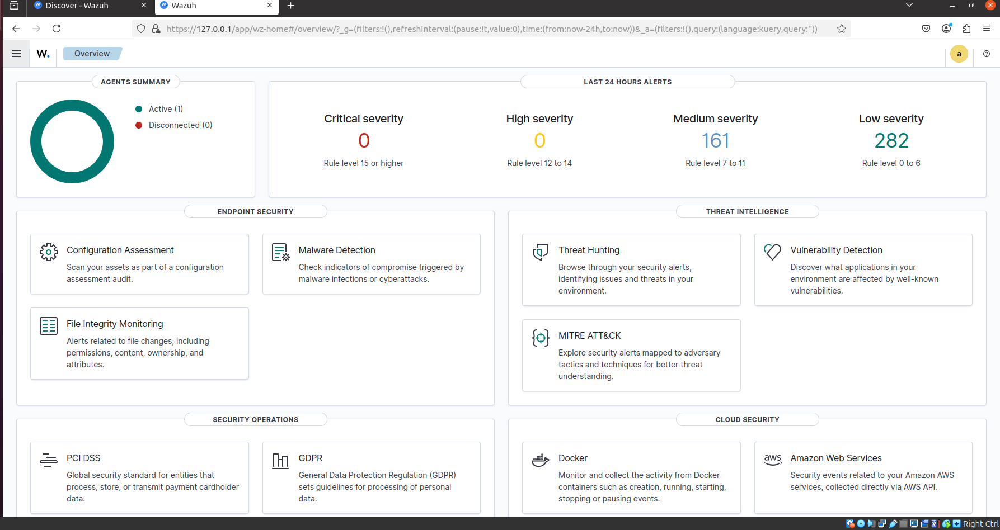 Discover - Wazuh
Wazuh
https://127.0.0.1/app/wz-home#/overview/?_g=(filters:!(),refreshInterval:(pause:!t,value:0),time:(from:now-24h,to:now))&_a=(filters:!(),query:(language:kuery,query:''))
W.
Overview
a
AGENTS SUMMARY
Active (1)
Disconnected (0)
LAST 24 HOURS ALERTS
Critical severity
0
Rule level 15 or higher
High severity
0
Rule level 12 to 14
Medium severity
161
Rule level 7 to 11
Low severity
282
Rule level 0 to 6
ENDPOINT SECURITY
Configuration Assessment
Scan your assets as part of a configuration
assessment audit.
Malware Detection
Check indicators of compromise triggered by
malware infections or cyberattacks.
File Integrity Monitoring
Alerts related to file changes, including
permissions, content, ownership, and
attributes.
THREAT INTELLIGENCE
Threat Hunting
Browse through your security alerts,
identifying issues and threats in your
environment.
Vulnerability Detection
Discover what applications in your
environment are affected by well-known
vulnerabilities.
MITRE ATT&CK
Explore security alerts mapped to adversary
tactics and techniques for better threat
understanding.
SECURITY OPERATIONS
PCI DSS
Global security standard for entities that
process, store, or transmit payment cardholder
data.
GDPR
General Data Protection Regulation (GDPR)
sets guidelines for processing of personal
data.
CLOUD SECURITY
Docker
Monitor and collect the activity from Docker
containers such as creation, running, starting,
stopping or pausing events.
aws
Amazon Web Services
Security events related to your Amazon AWS
services, collected directly via AWS API.
Right Ctrl